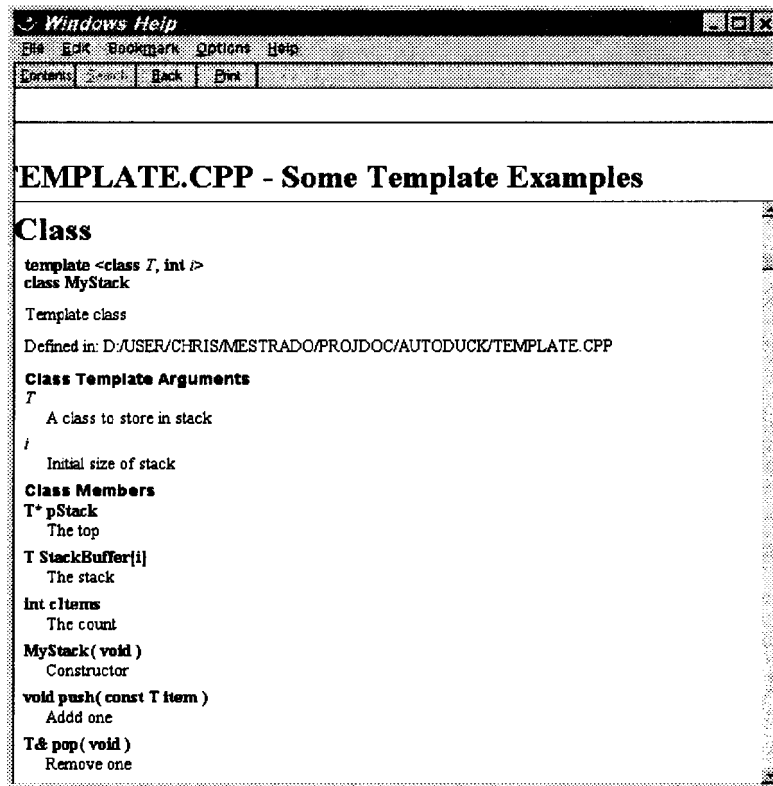 Windows Help
File Edit Bookmark Options Help
Contents Search Back Print
TEMPLATE.CPP - Some Template Examples
Class
template <class T, int i>
class MyStack
Template class
Defined in: D:/USER/CHRIS/MESTRADO/PROJDOC/AUTODUCK/TEMPLATE.CPP
Class Template Arguments
T
A class to store in stack
i
Initial size of stack
Class Members
T* pStack
The top
T StackBuffer[i]
The stack
int cItems
The count
MyStack( void )
Constructor
void push( const T item )
Addd one
T& pop( void )
Remove one